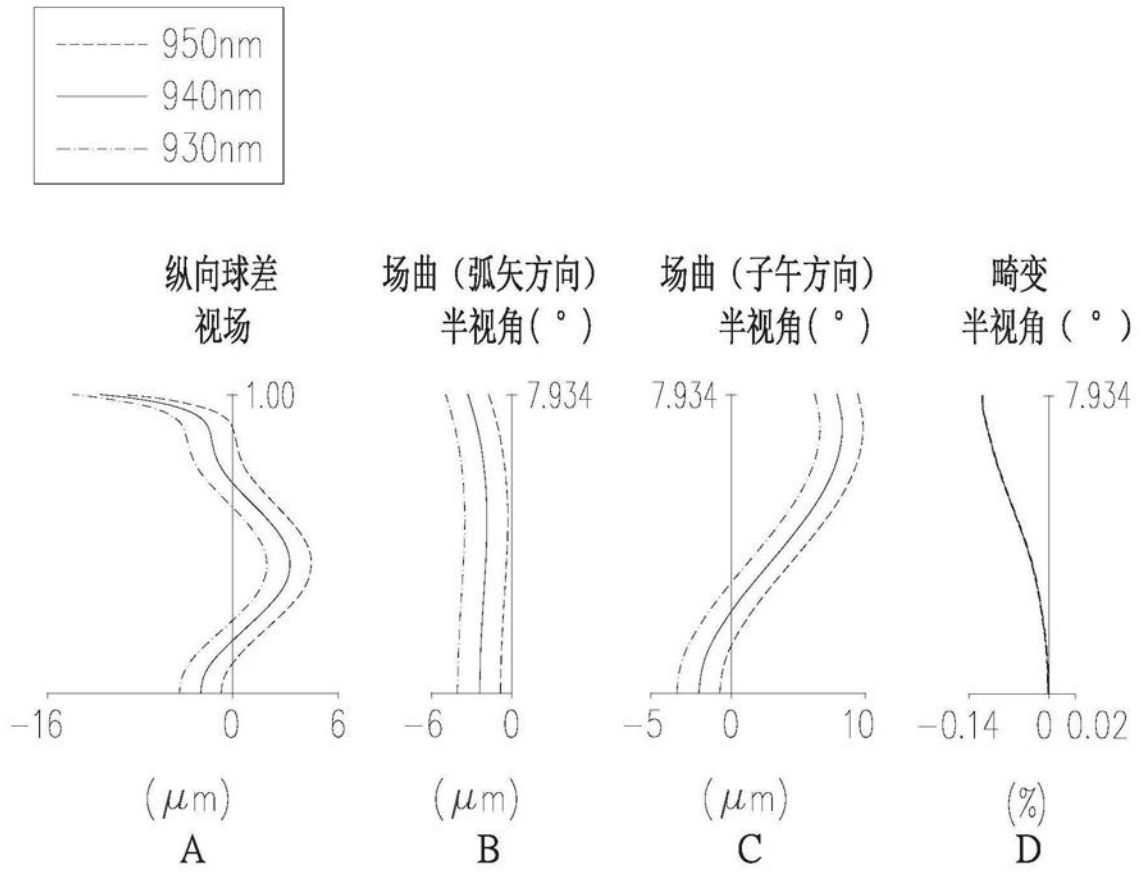 950nm
940nm
930nm
纵向球差
视场
1.00
-16
0
6
(μm)
A
场曲（弧矢方向）
半视角(°)
7.934
-6
0
(μm)
B
场曲（子午方向）
半视角(°)
7.934
-5
0
10
(μm)
C
畸变
半视角(°)
7.934
-0.14
0
0.02
(%)
D